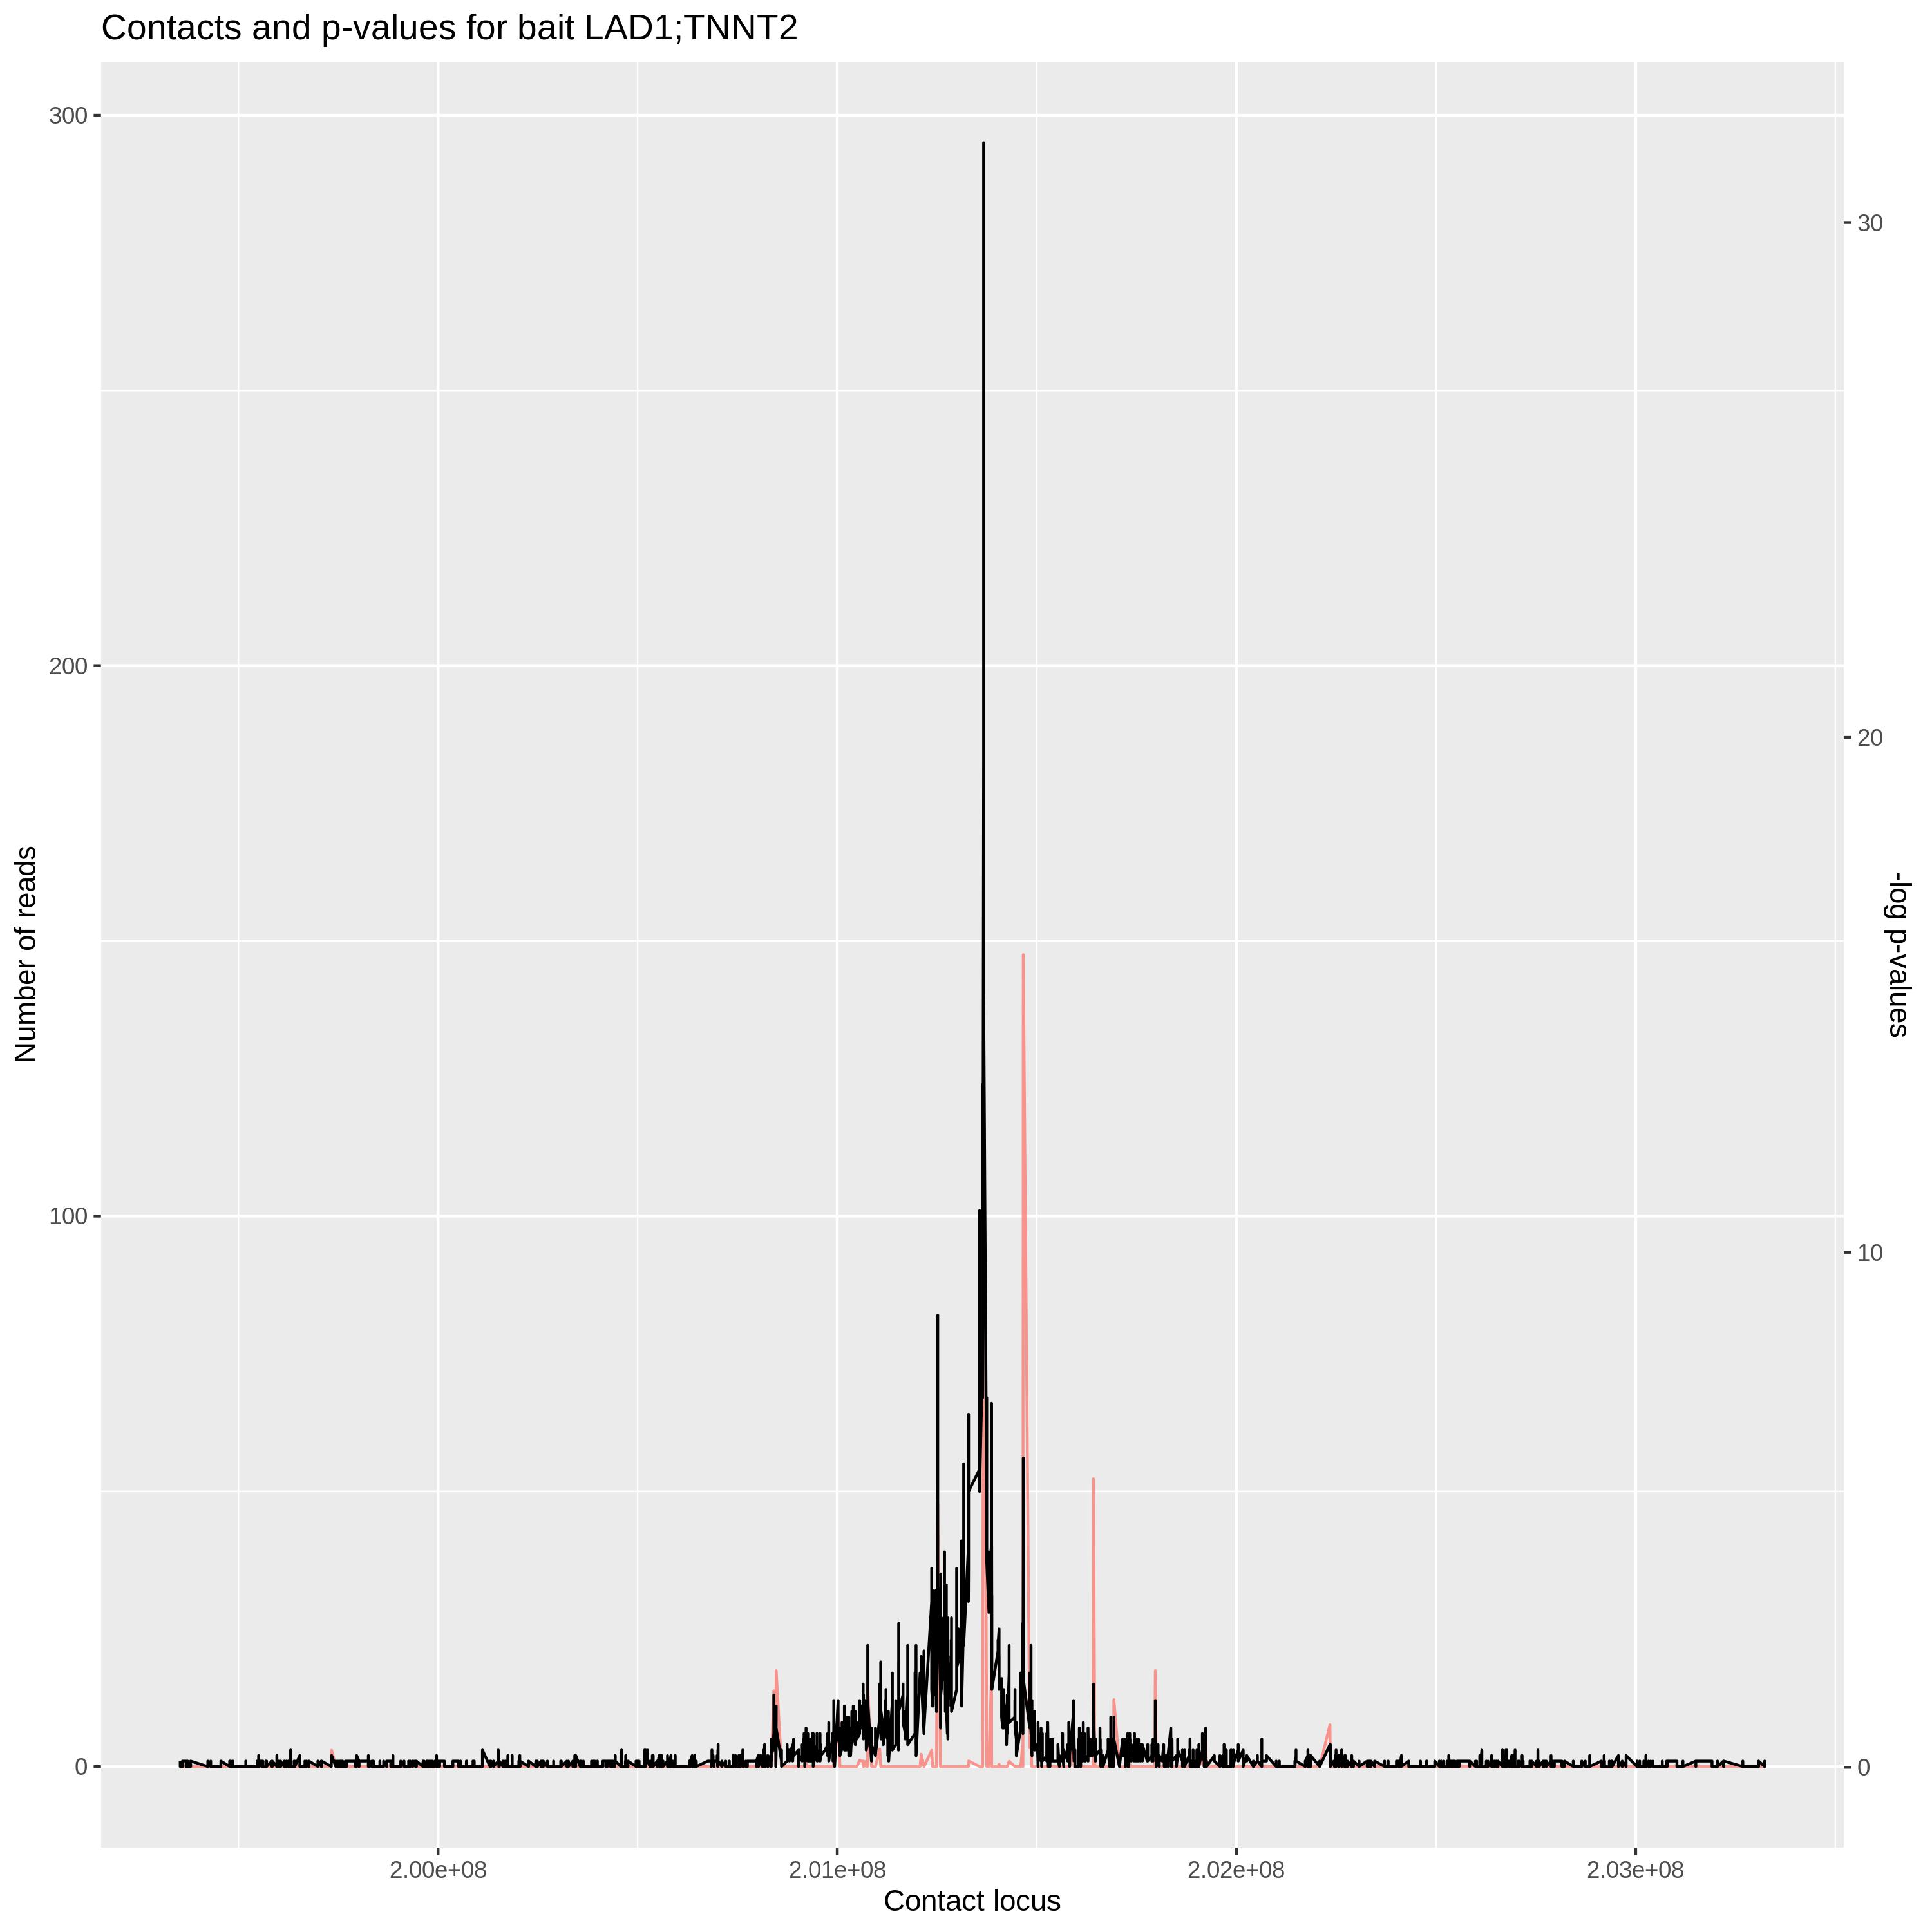 Contacts and p-values for bait LAD1;TNNT2
300
200
100
0
Number of reads
30
20
10
0
-log p-values
2.00e+08
2.01e+08
2.02e+08
2.03e+08
Contact locus